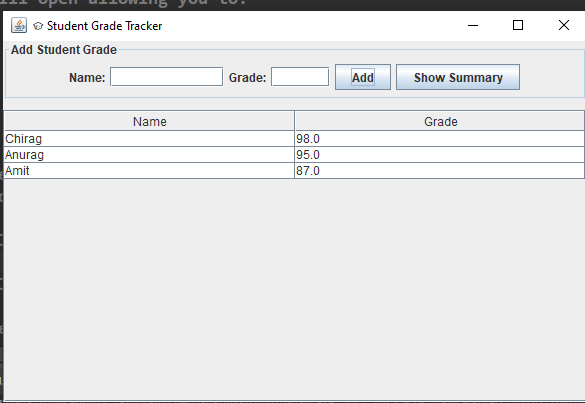 ill open allowing you to:
Student Grade Tracker
Add Student Grade
Name: Grade: Add Show Summary
Name Grade
Chirag 98.0
Anurag 95.0
Amit 87.0